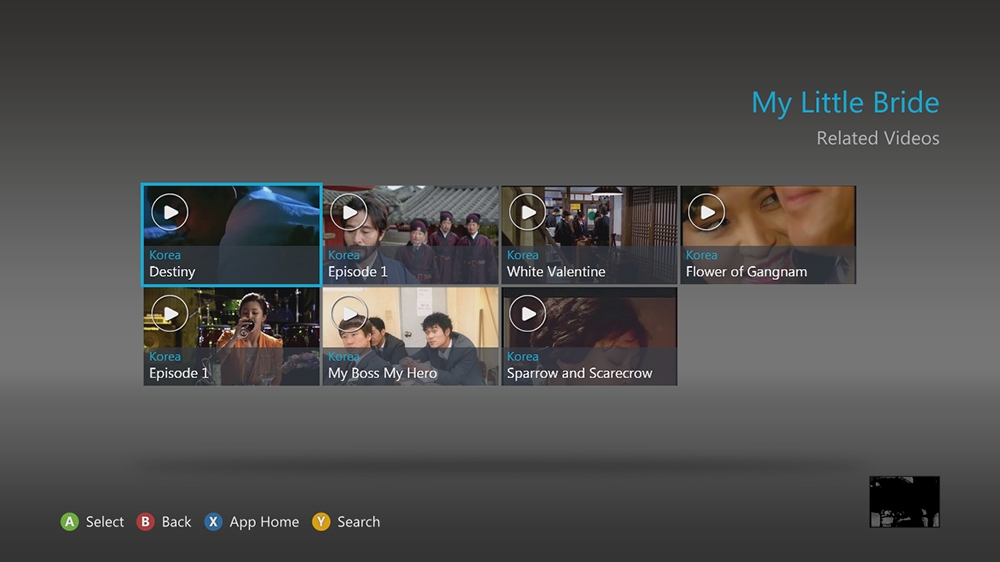 My Little Bride
Related Videos
Korea
Destiny
Korea
Episode 1
Korea
White Valentine
Korea
Flower of Gangnam
Korea
Episode 1
Korea
My Boss My Hero
Korea
Sparrow and Scarecrow
A Select B Back X App Home Y Search